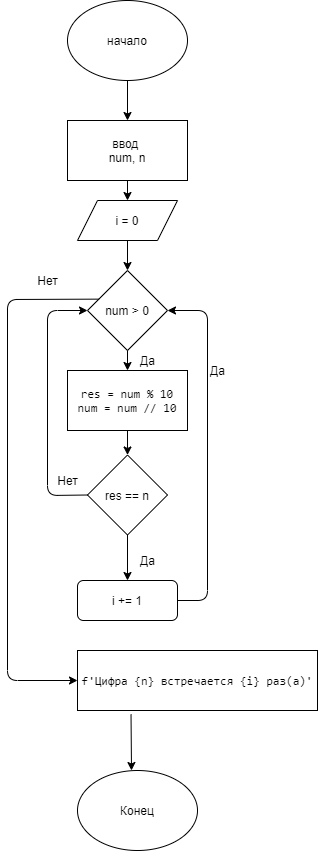 начало
ввод
num, n
i = 0
Нет
num > 0
Да
Да
res = num % 10
num = num // 10
Нет
res == n
Да
i += 1
f'Цифра {n} встречается {i} раз(а)'
Конец